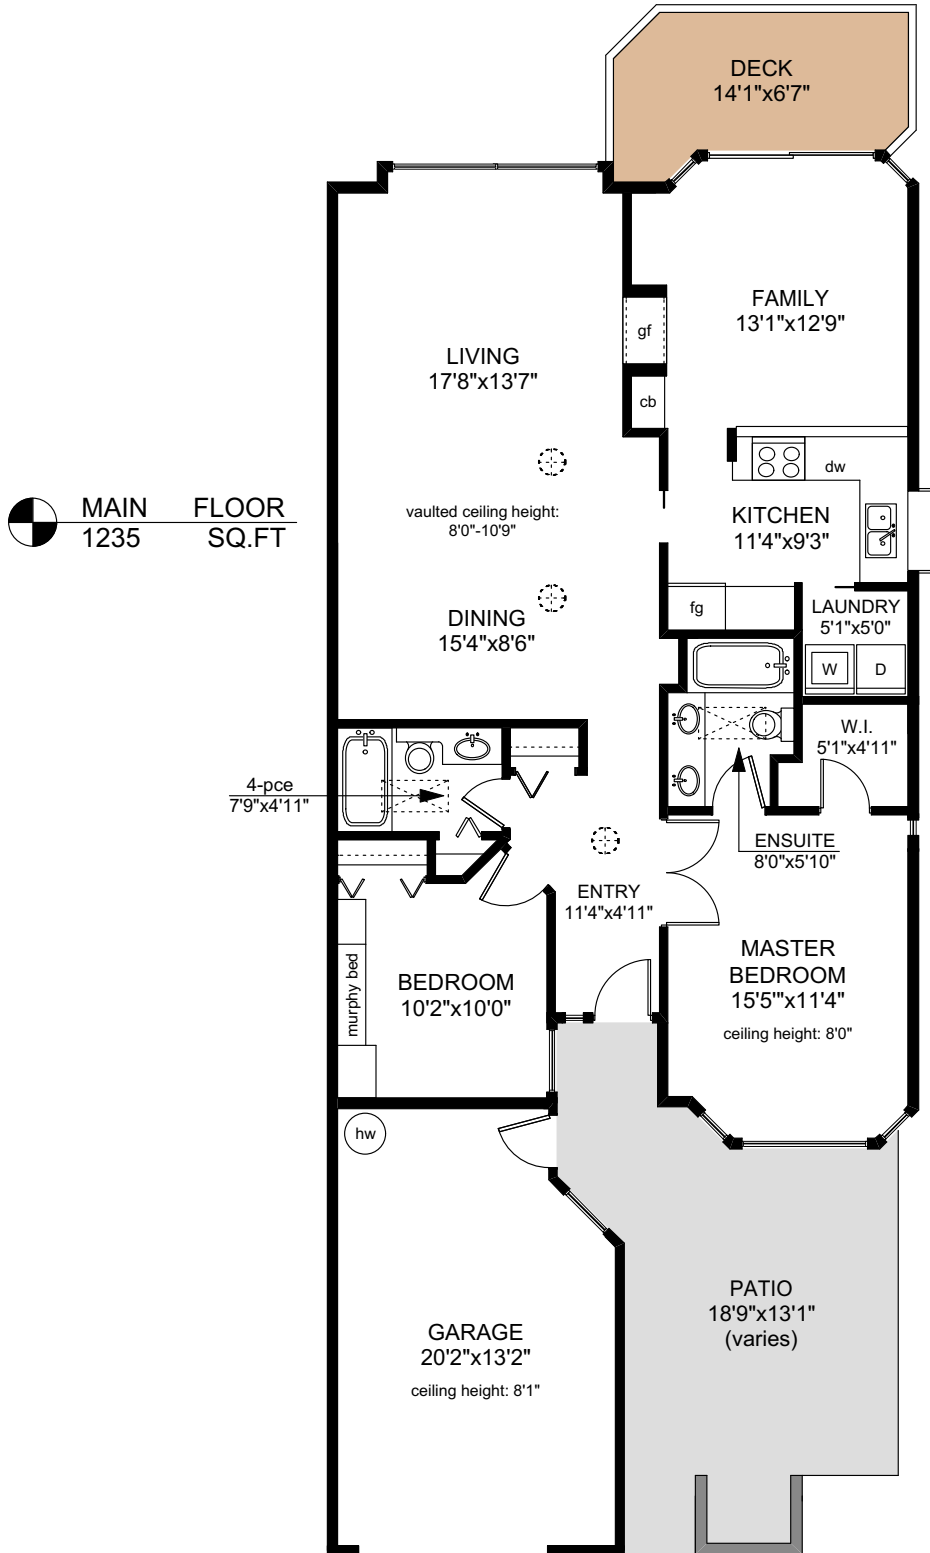 DECK
14'1"x6'7"
FAMILY
13'1"x12'9"
gf
LIVING
17'8"x13'7"
cb
dw
MAIN FLOOR
1235 SQ.FT
vaulted ceiling height:
8'0"-10'9"
KITCHEN
11'4"x9'3"
fg
LAUNDRY
5'1"x5'0"
DINING
15'4"x8'6"
W
D
W.I.
5'1"x4'11"
4-pce
7'9"x4'11"
ENSUITE
8'0"x5'10"
ENTRY
11'4"x4'11"
MASTER
BEDROOM
15'5'"x11'4"
ceiling height: 8'0"
BEDROOM
10'2"x10'0"
murphy bed
hw
PATIO
18'9"x13'1"
(varies)
GARAGE
20'2"x13'2"
ceiling height: 8'1"